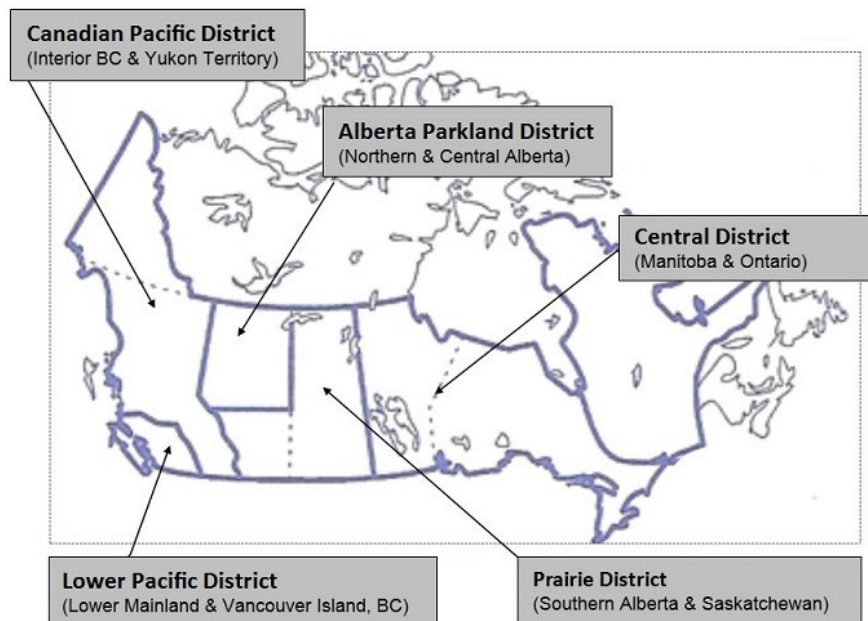 Canadian Pacific District
(Interior BC & Yukon Territory)
Alberta Parkland District
(Northern & Central Alberta)
Central District
(Manitoba & Ontario)
Lower Pacific District
(Lower Mainland & Vancouver Island, BC)
Prairie District
(Southern Alberta & Saskatchewan)